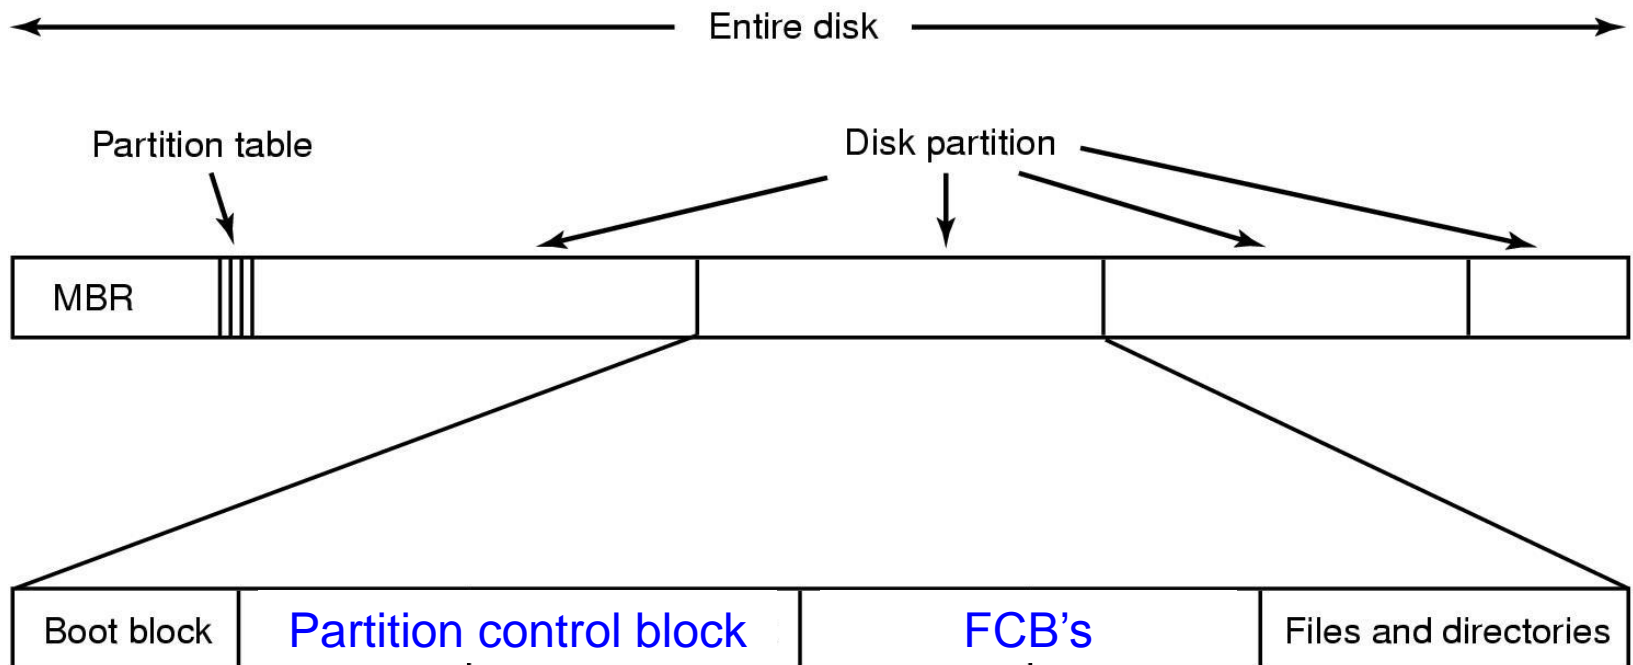 Entire disk
Partition table
Disk partition
MBR
Boot block
Partition control block
FCB’s
Files and directories